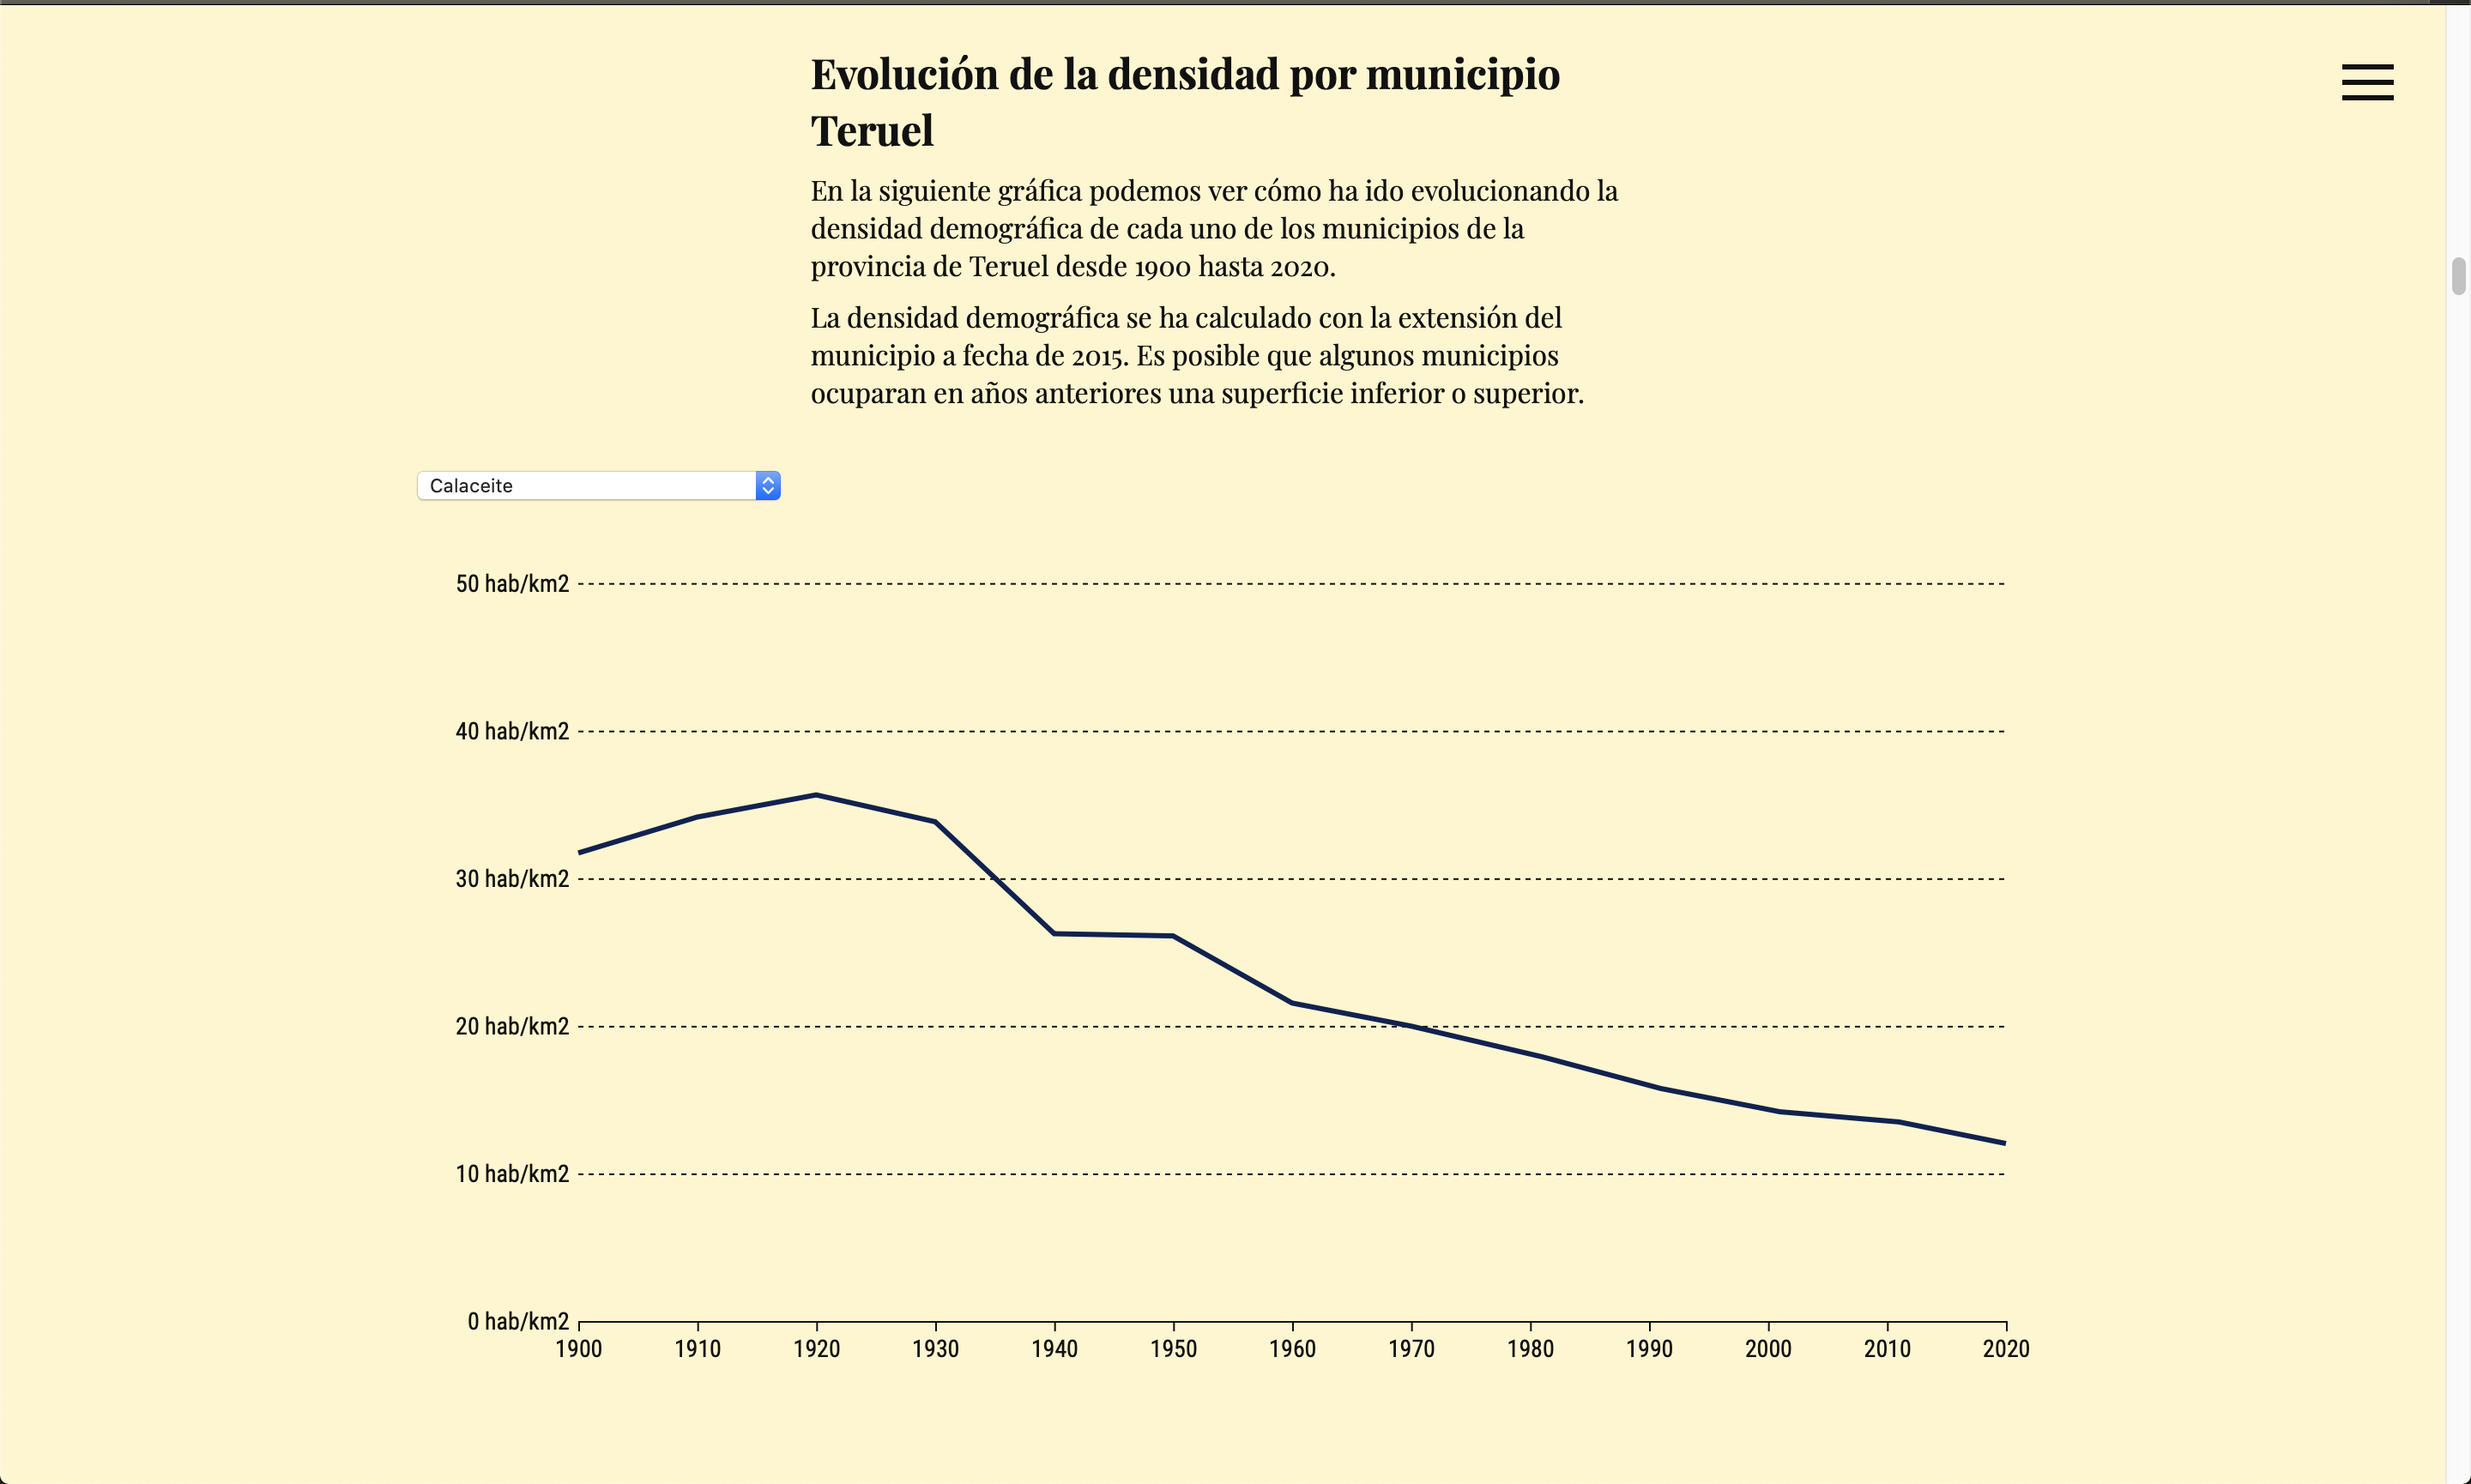 Evolución de la densidad por municipio
Teruel
En la siguiente gráfica podemos ver cómo ha ido evolucionando la
densidad demográfica de cada uno de los municipios de la
provincia de Teruel desde 1900 hasta 2020.
La densidad demográfica se ha calculado con la extensión del
municipio a fecha de 2015. Es posible que algunos municipios
ocuparan en años anteriores una superficie inferior o superior.
Calaceite
50 hab/km2
40 hab/km2
30 hab/km2
20 hab/km2
10 hab/km2
0 hab/km2
1900 1910 1920 1930 1940 1950 1960 1970 1980 1990 2000 2010 2020